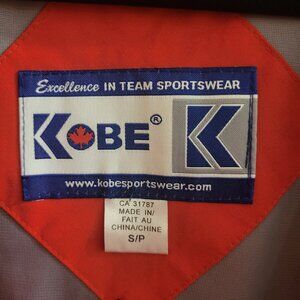 Excellence IN TEAM SPORTSWEAR
KOBE® K
www.kobesportswear.com
CA 31787
MADE IN/
FAIT AU
CHINA/CHINE
S/P